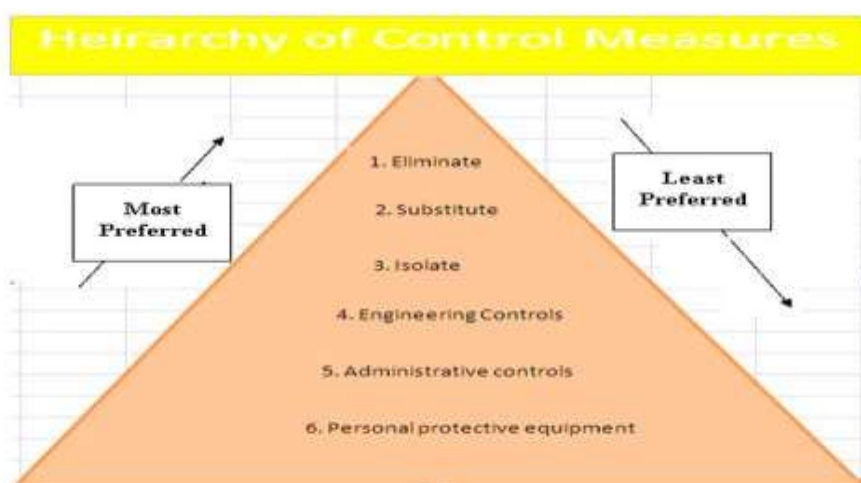 Heirarchy of Control Measures
1. Eliminate
Most
Preferred
Least
Preferred
2. Substitute
3. Isolate
4. Engineering Controls
5. Administrative controls
6. Personal protective equipment